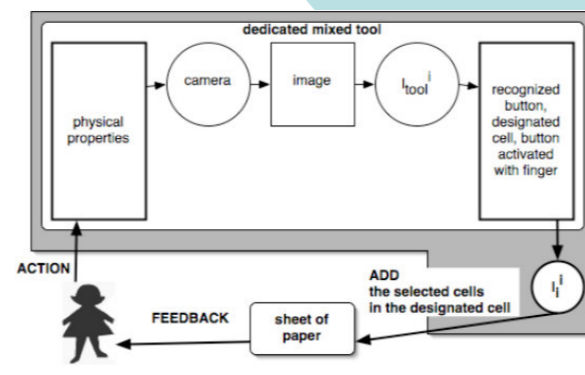 dedicated mixed tool
physical
properties
camera
image
I tool i
recognized
button,
designated
cell, button
activated
with finger
ACTION
FEEDBACK
sheet of
paper
ADD
the selected cells
in the designated cell
I i i